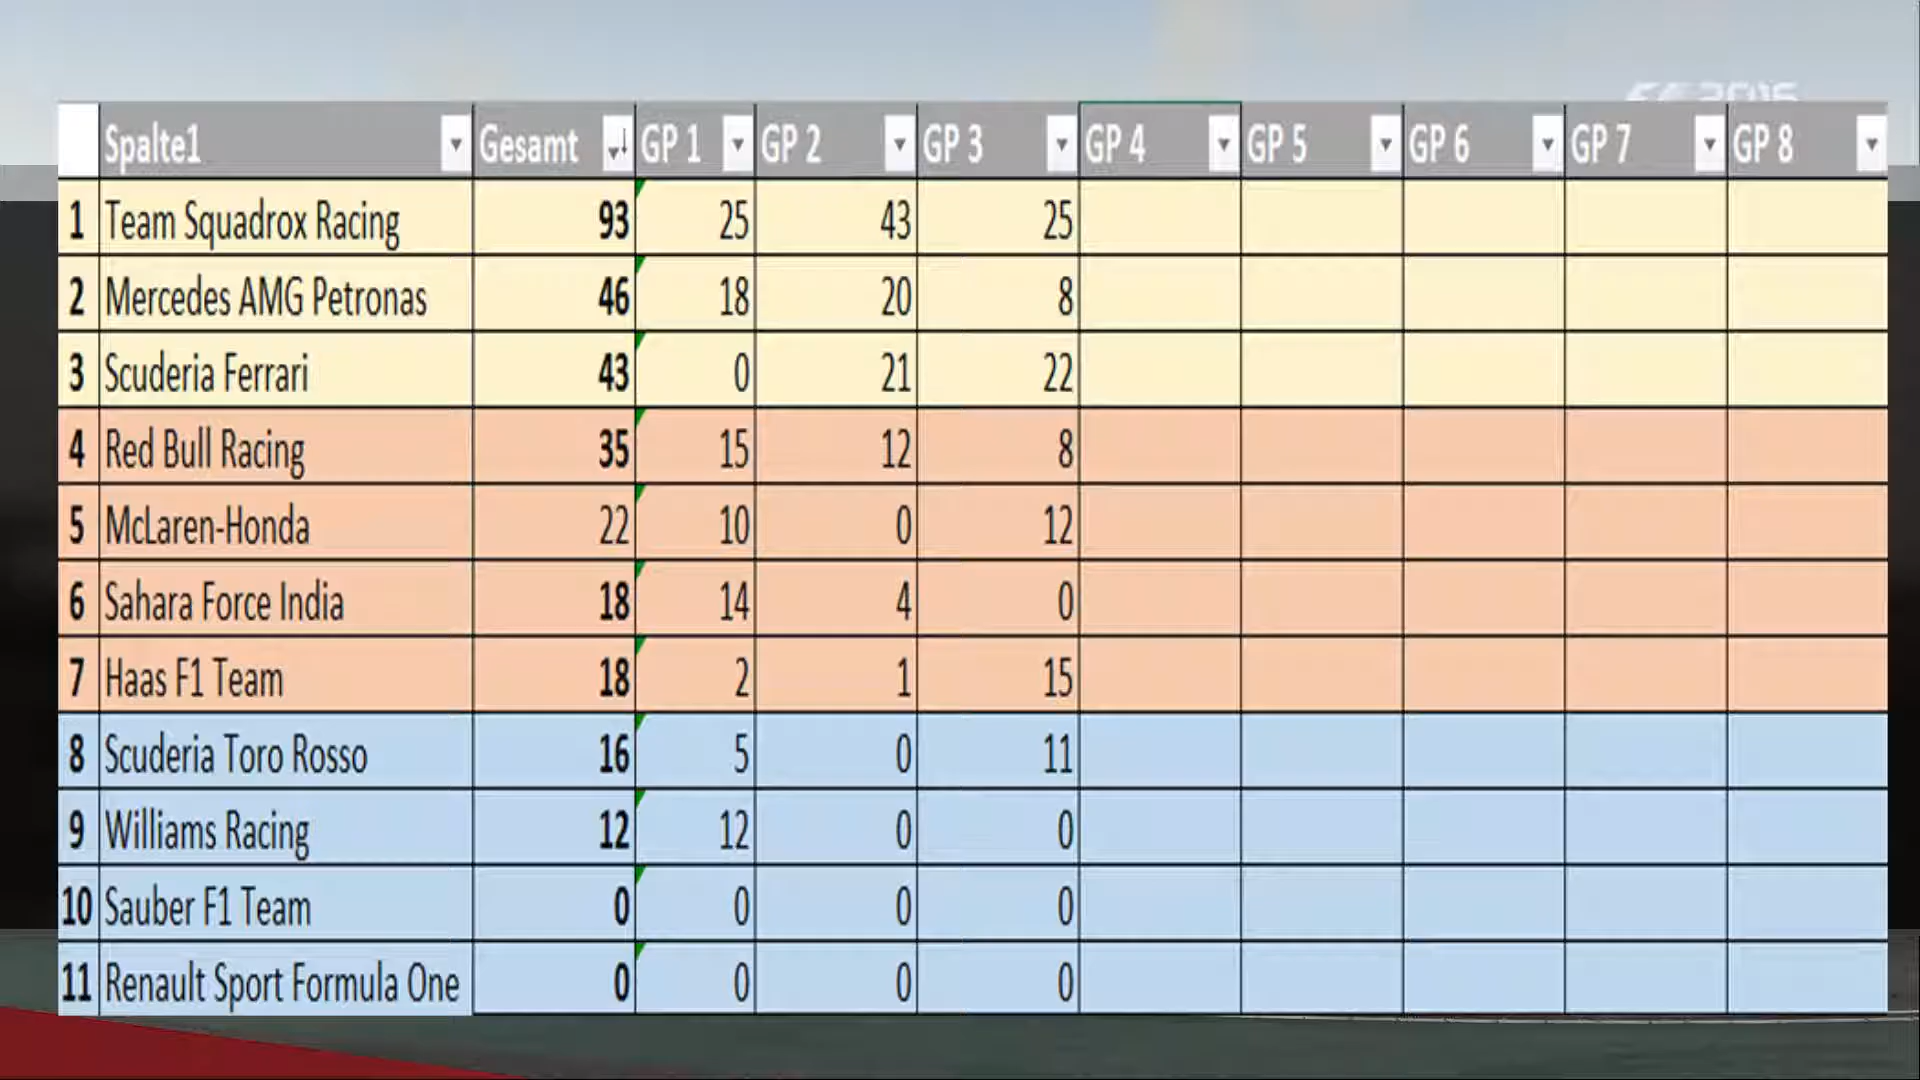 F1 2016
Spalte1 Gesamt GP 1 GP 2 GP 3 GP 4 GP 5 GP 6 GP 7 GP 8
1 Team Squadrox Racing 93 25 43 25
2 Mercedes AMG Petronas 46 18 20 8
3 Scuderia Ferrari 43 0 21 22
4 Red Bull Racing 35 15 12 8
5 McLaren-Honda 22 10 0 12
6 Sahara Force India 18 14 4 0
7 Haas F1 Team 18 2 1 15
8 Scuderia Toro Rosso 16 5 0 11
9 Williams Racing 12 12 0 0
10 Sauber F1 Team 0 0 0 0
11 Renault Sport Formula One 0 0 0 0